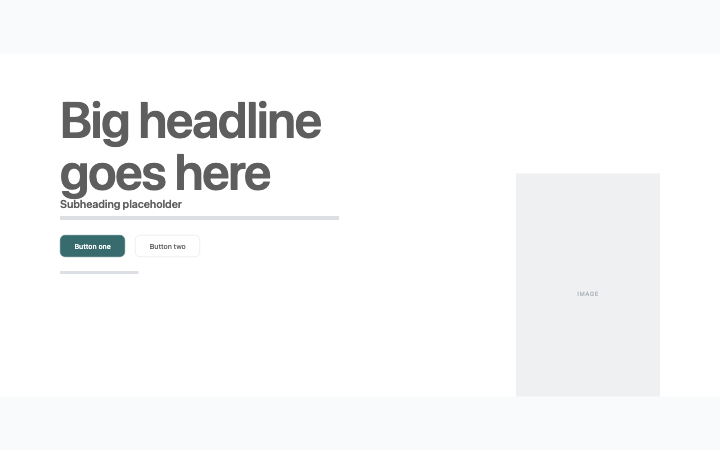 Big headline
goes here
Subheading placeholder
Button one
Button two
IMAGE